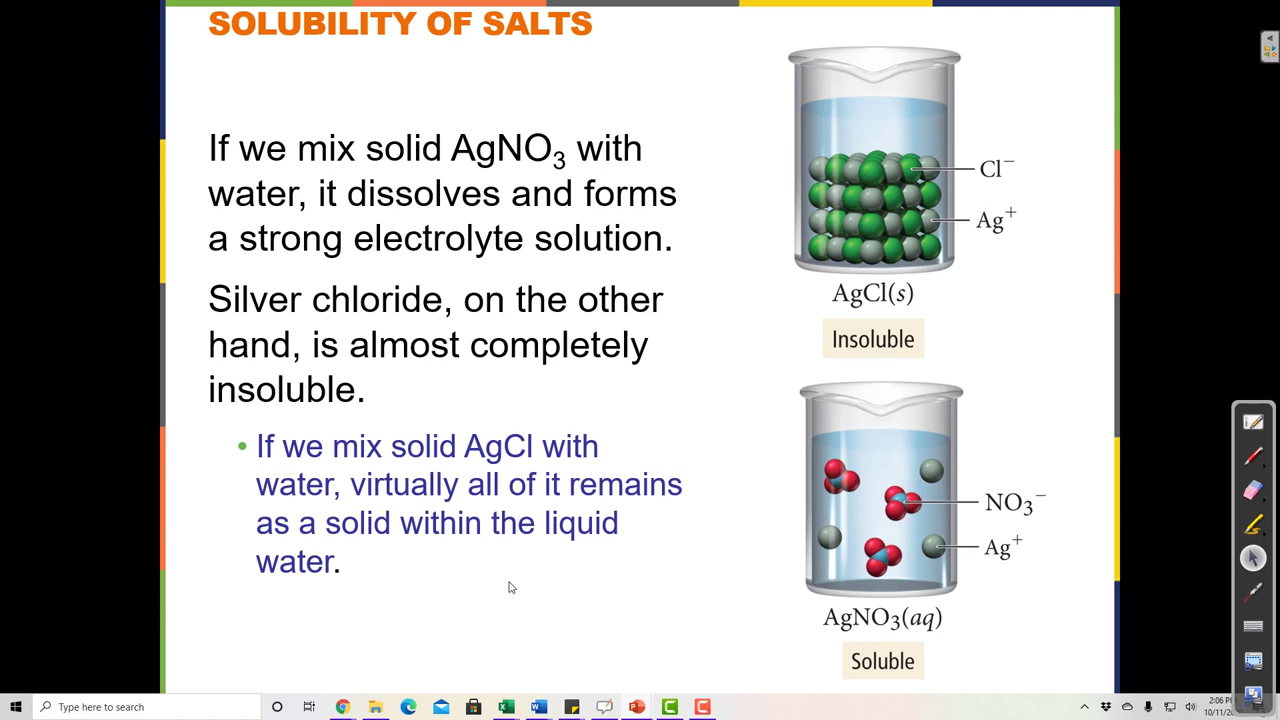 SOLUBILITY OF SALTS
If we mix solid AgNO₃ with
water, it dissolves and forms
a strong electrolyte solution.
Silver chloride, on the other
hand, is almost completely
insoluble.
• If we mix solid AgCl with
water, virtually all of it remains
as a solid within the liquid
water.
Cl⁻
Ag⁺
AgCl(s)
Insoluble
NO₃⁻
Ag⁺
AgNO₃(aq)
Soluble
Type here to search
2:06 PM